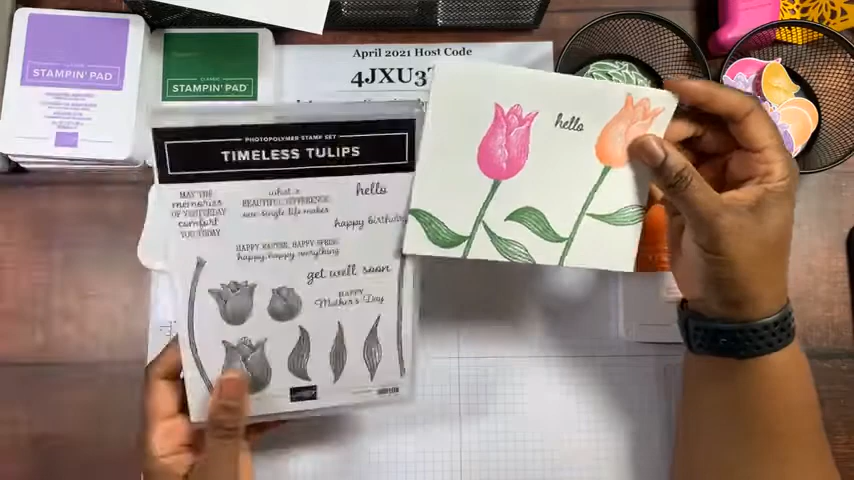 STAMPIN' PAD
CLASSIC
STAMPIN' PAD
April 2021 Host Code
PHOTOPOLYMER STAMP SET
TIMELESS TULIPS
MAY THE
memories
OF YESTERDAY
comfort
YOU TODAY
what a
BEAUTIFUL DIFFERENCE
one single life makes
hello
happy birthday
HAPPY EASTER, HAPPY SPRING
happy, happy everything
get well soon
HAPPY
Mother's Day
hello